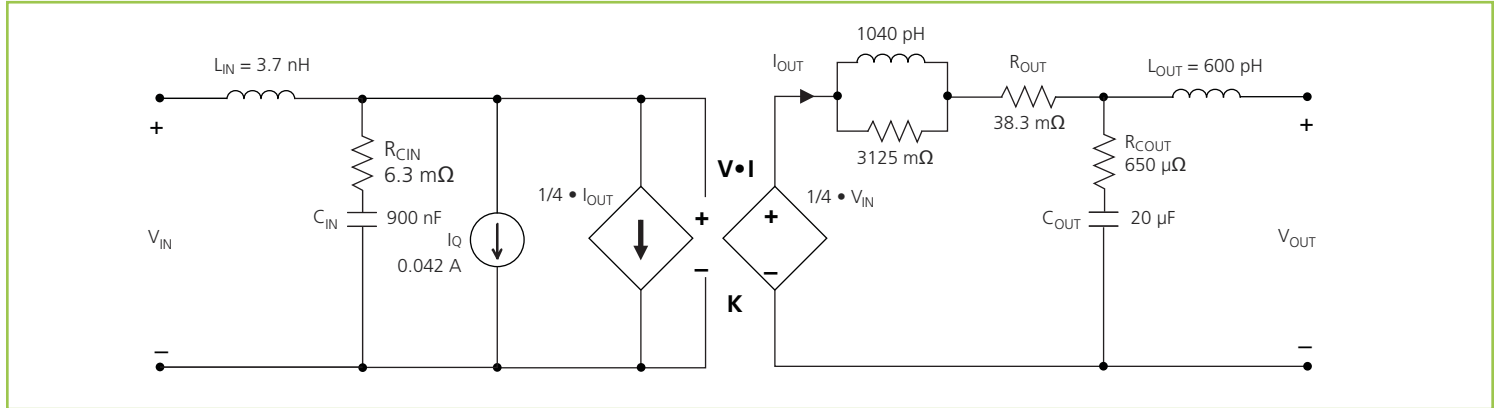 L_IN = 3.7 nH
+
R_CIN
6.3 mΩ
C_IN
900 nF
V_IN
IQ
0.042 A
1/4 • I_OUT
–
V•I
+
–
K
+
–
1/4 • V_IN
I_OUT
1040 pH
3125 mΩ
R_OUT
38.3 mΩ
L_OUT = 600 pH
R_COUT
650 µΩ
C_OUT
20 µF
+
V_OUT
–